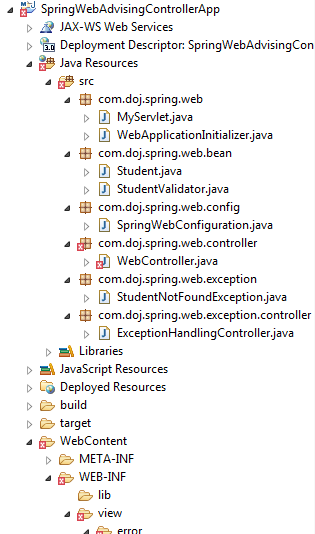 SpringWebAdvisingControllerApp
JAX-WS Web Services
Deployment Descriptor: SpringWebAdvisingCon
Java Resources
src
com.doj.spring.web
MyServlet.java
WebApplicationInitializer.java
com.doj.spring.web.bean
Student.java
StudentValidator.java
com.doj.spring.web.config
SpringWebConfiguration.java
com.doj.spring.web.controller
WebController.java
com.doj.spring.web.exception
StudentNotFoundException.java
com.doj.spring.web.exception.controller
ExceptionHandlingController.java
Libraries
JavaScript Resources
Deployed Resources
build
target
WebContent
META-INF
WEB-INF
lib
view
error